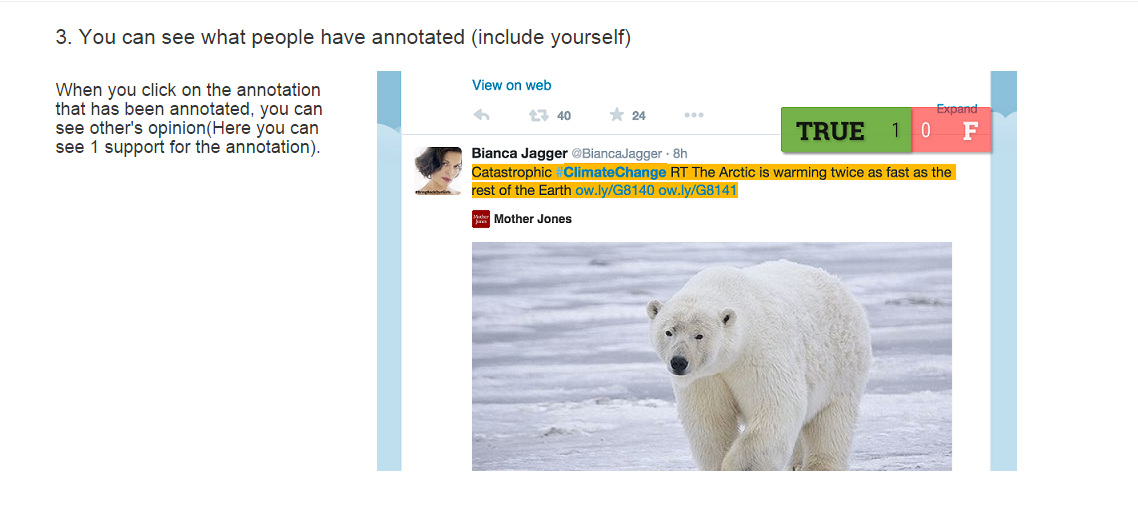 3. You can see what people have annotated (include yourself)
When you click on the annotation
that has been annotated, you can
see other's opinion(Here you can
see 1 support for the annotation).
View on web
40 24
Expand
TRUE 1 0 F
Bianca Jagger @BiancaJagger · 8h
Catastrophic #ClimateChange RT The Arctic is warming twice as fast as the
rest of the Earth ow.ly/G8140 ow.ly/G8141
Mother Jones
Mother Jones